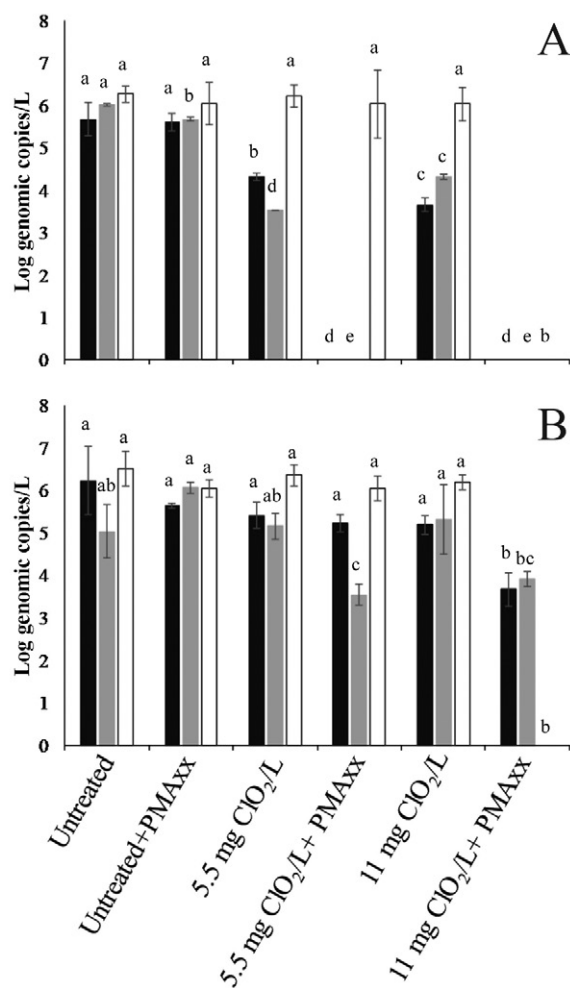 A
8
7
6
5
4
3
2
1
0
Log genomic copies/L
a a a
a b a
b d a
d e a
c c a
d e b
B
8
7
6
5
4
3
2
1
0
Log genomic copies/L
a ab a
a a a
a ab a
a c a
a a a
b bc b
Untreated
Untreated+PMAxx
5.5 mg ClO₂/L
5.5 mg ClO₂/L+ PMAxx
11 mg ClO₂/L
11 mg ClO₂/L+ PMAxx